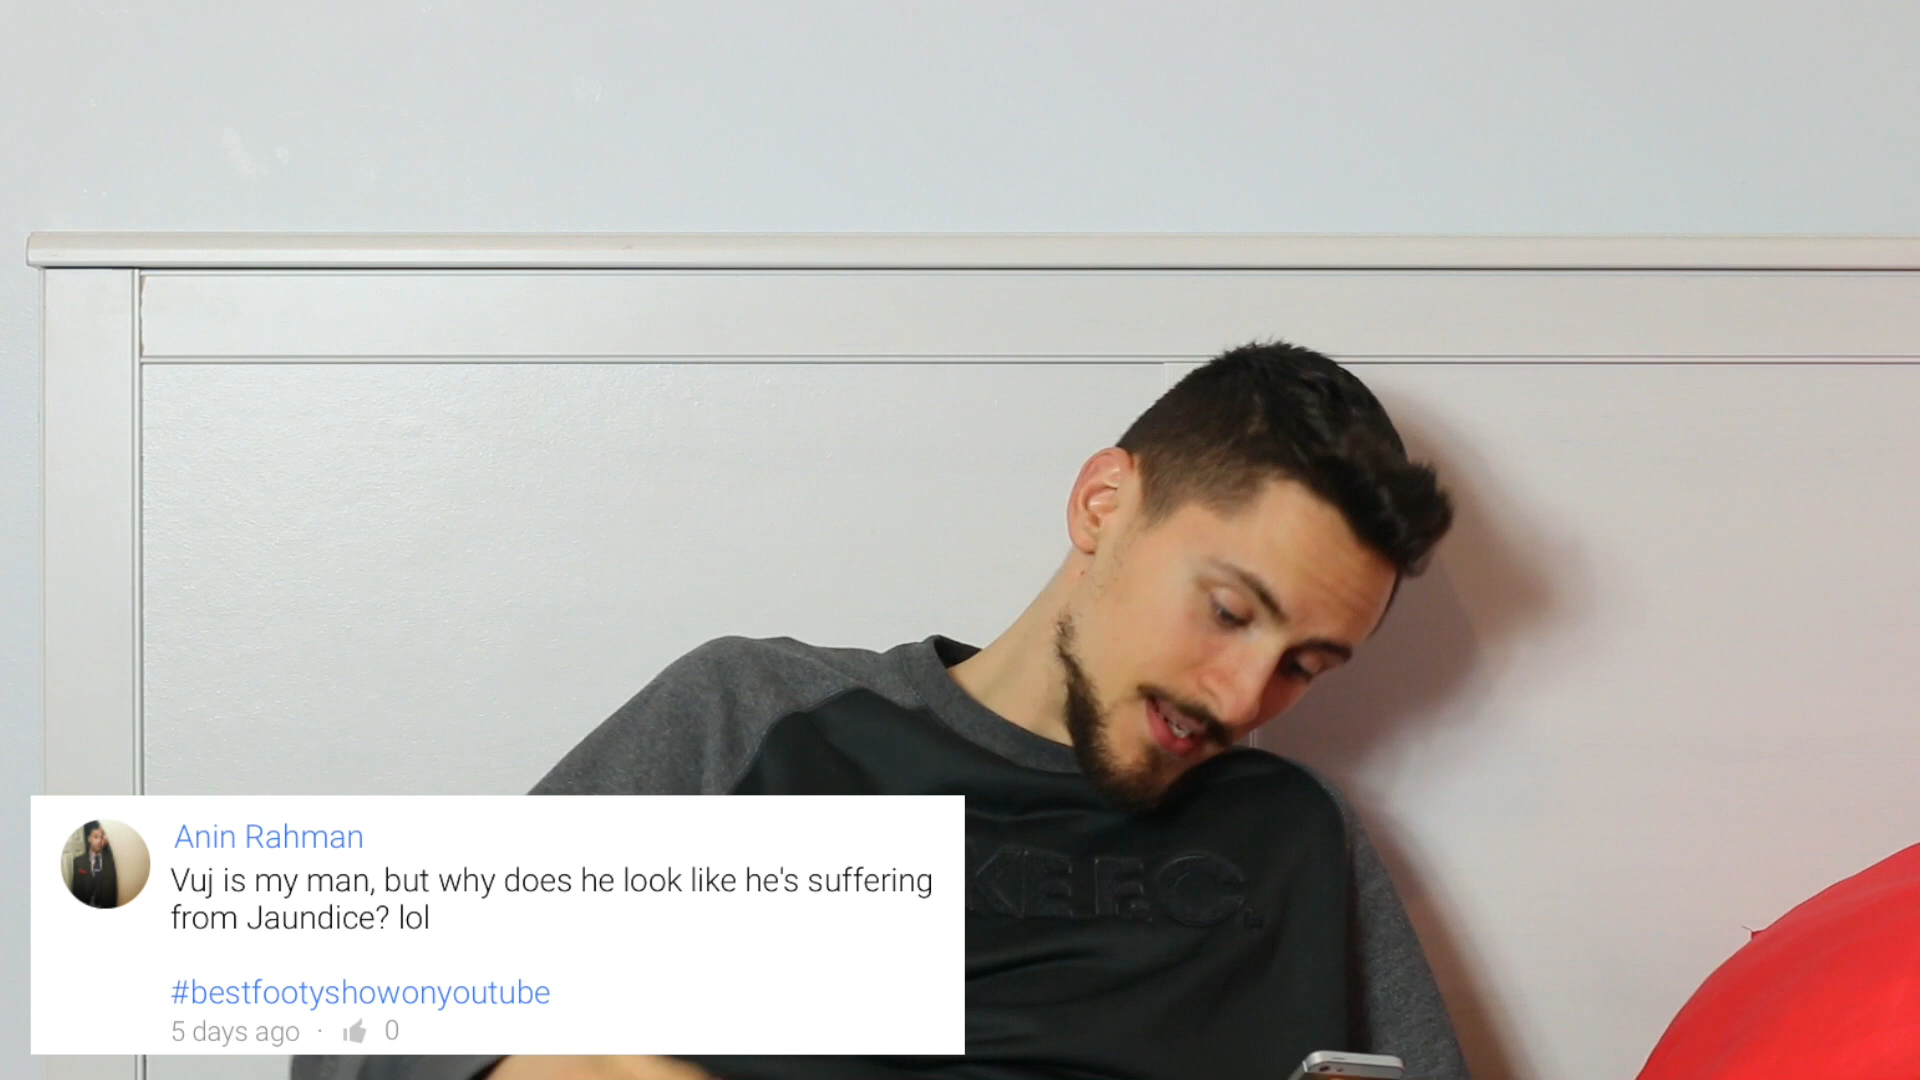 Anin Rahman
Vuj is my man, but why does he look like he's suffering
from Jaundice? lol
#bestfootyshowonyoutube
5 days ago · 0
KE F.C.